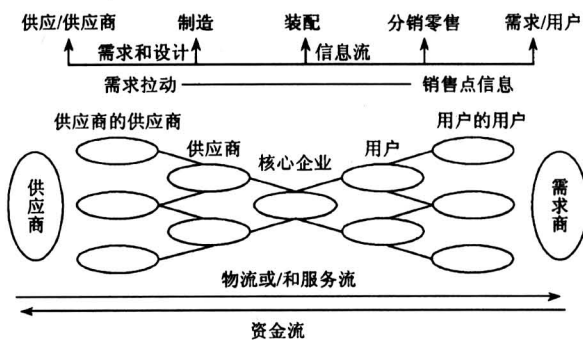 供应/供应商 制造 装配 分销零售 需求/用户
需求和设计 信息流
需求拉动 销售点信息
供应商的供应商 用户的用户
供应商 核心企业 用户
供应商
需求商
物流或/和服务流
资金流